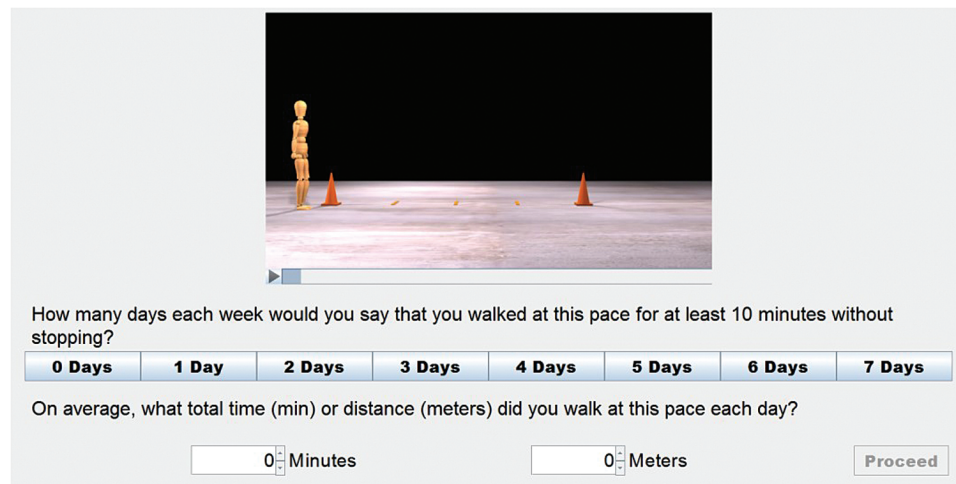 How many days each week would you say that you walked at this pace for at least 10 minutes without
stopping?
0 Days 1 Day 2 Days 3 Days 4 Days 5 Days 6 Days 7 Days
On average, what total time (min) or distance (meters) did you walk at this pace each day?
0 Minutes 0 Meters Proceed